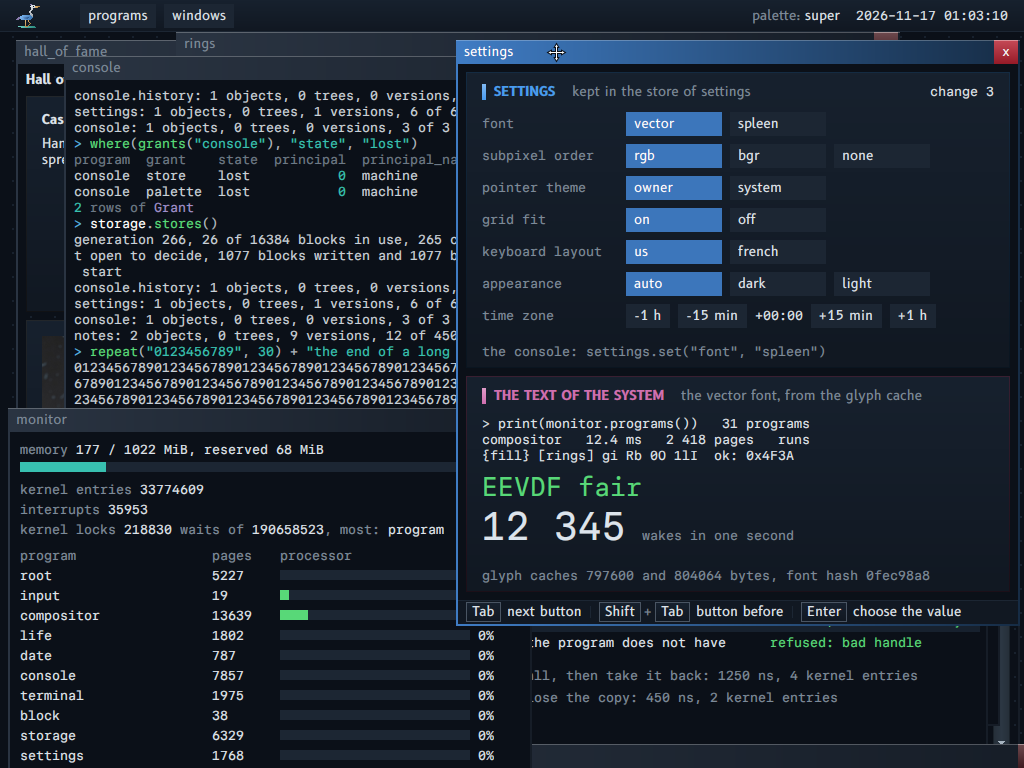 programs windows palette: super 2026-11-17 01:03:10
rings
hall_of_fame
console
Hall o
Cas
Han
spre
console.history: 1 objects, 0 trees, 0 versions,
settings: 1 objects, 0 trees, 1 versions, 6 of 6
console: 1 objects, 0 trees, 0 versions, 3 of 3
> where(grants("console"), "state", "lost")
program grant state principal principal_na
console store lost 0 machine
console palette lost 0 machine
2 rows of Grant
> storage.stores()
generation 266, 26 of 16384 blocks in use, 265 c
t open to decide, 1077 blocks written and 1077 b
start
console.history: 1 objects, 0 trees, 0 versions,
settings: 1 objects, 0 trees, 1 versions, 6 of 6
console: 1 objects, 0 trees, 0 versions, 3 of 3
notes: 2 objects, 0 trees, 9 versions, 12 of 450
> repeat("0123456789", 30) + "the end of a long
012345678901234567890123456789012345678901234567
678901234567890123456789012345678901234567890123
234567890123456789012345678901234567890123456789
settings x
SETTINGS kept in the store of settings change 3
font vector spleen
subpixel order rgb bgr none
pointer theme owner system
grid fit on off
keyboard layout us french
appearance auto dark light
time zone -1 h -15 min +00:00 +15 min +1 h
the console: settings.set("font", "spleen")
THE TEXT OF THE SYSTEM the vector font, from the glyph cache
> print(monitor.programs()) 31 programs
compositor 12.4 ms 2 418 pages runs
{fill} [rings] gi Rb 0O 1lI ok: 0x4F3A
EEVDF fair
12 345 wakes in one second
glyph caches 797600 and 804064 bytes, font hash 0fec98a8
Tab next button Shift + Tab button before Enter choose the value
monitor
memory 177 / 1022 MiB, reserved 68 MiB
kernel entries 33774609
interrupts 35953
kernel locks 218830 waits of 190658523, most: program
program pages processor
root 5227
input 19
compositor 13639
life 1802 0%
date 787 0%
console 7857 0%
terminal 1975 0%
block 38 0%
storage 6329 0%
settings 1768 0%
the program does not have refused: bad handle
all, then take it back: 1250 ns, 4 kernel entries
lose the copy: 450 ns, 2 kernel entries